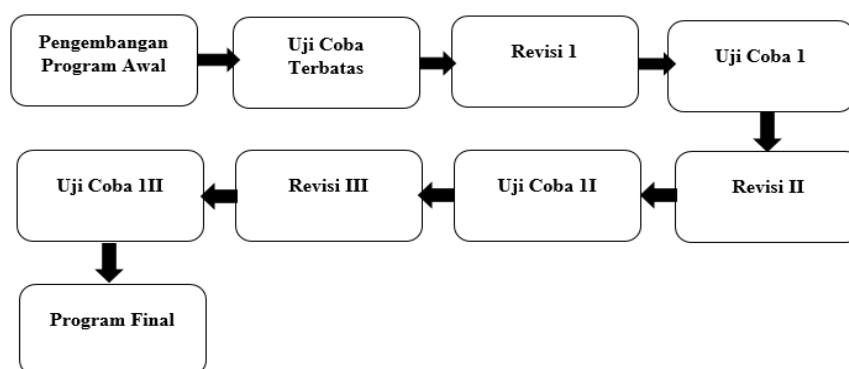 Pengembangan
Program Awal
Uji Coba
Terbatas
Revisi 1
Uji Coba 1
Revisi II
Uji Coba 1I
Revisi III
Uji Coba 1II
Program Final